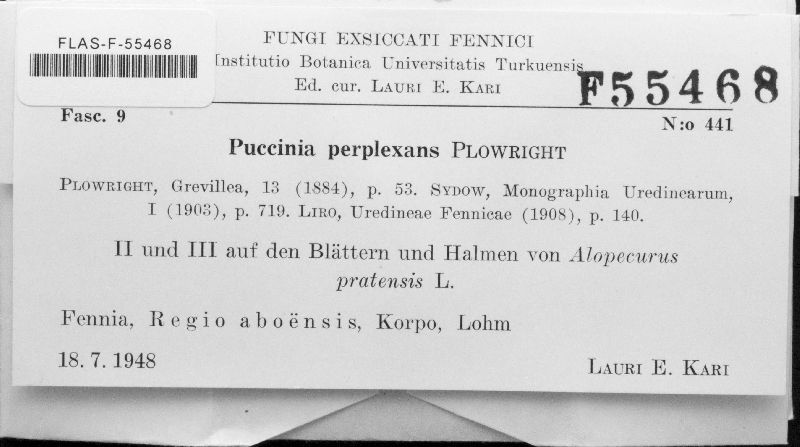 FLAS-F-55468
FUNGI EXSICCATI FENNICI
Institutio Botanica Universitatis Turkuensis
Ed. cur. LAURI E. KARI
F55468
Fasc. 9
N:o 441
Puccinia perplexans PLOWRIGHT
PLOWRIGHT, Grevillea, 13 (1884), p. 53. SYDOW, Monographia Uredinearum,
I (1903), p. 719. LIRO, Uredineae Fennicae (1908), p. 140.
II und III auf den Blättern und Halmen von Alopecurus
pratensis L.
Fennia, Regio aboënsis, Korpo, Lohm
18. 7. 1948
LAURI E. KARI